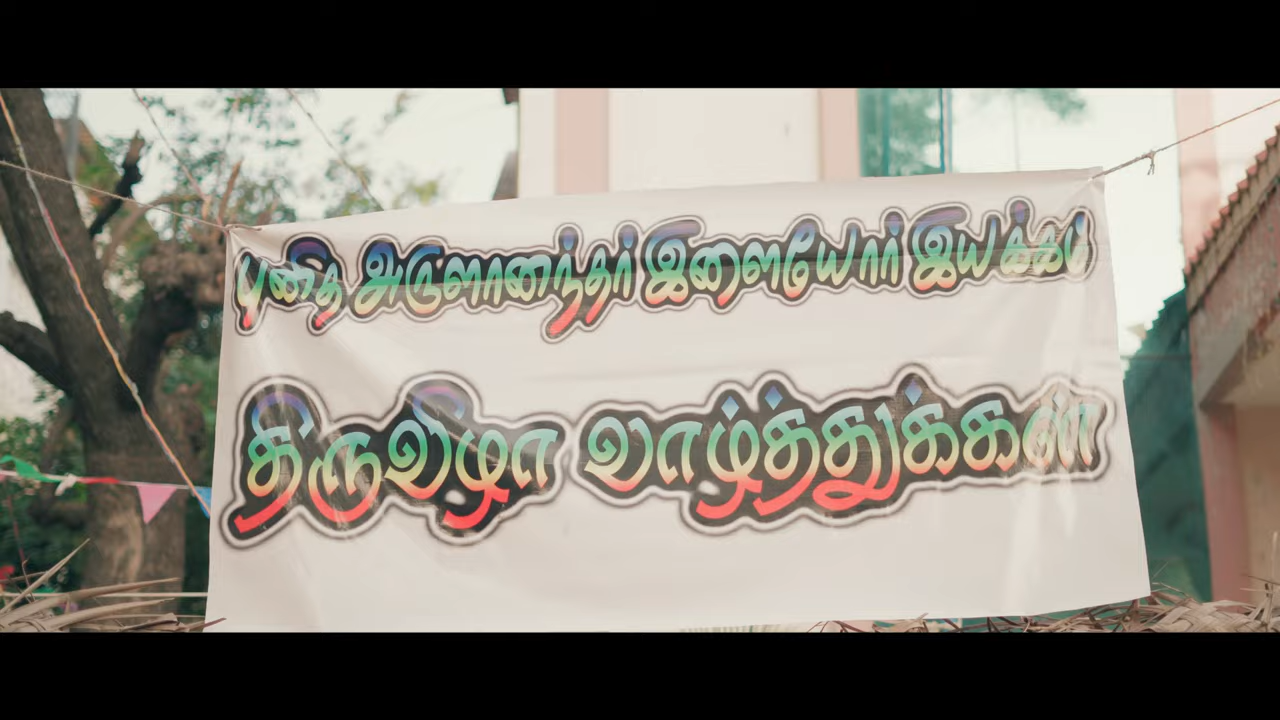 புனித அருளானந்தர் இளையோர் இயக்கம்
திருவிழா வாழ்த்துக்கள்